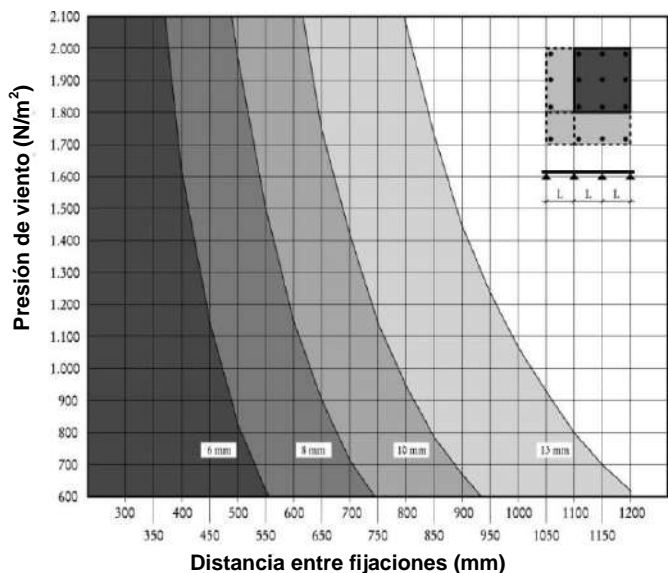 Presión de viento (N/m²)
2.100
2.000
1.900
1.800
1.700
1.600
1.500
1.400
1.300
1.200
1.100
1.000
900
800
700
600
6 mm
8 mm
10 mm
13 mm
L L L
300 400 500 600 700 800 900 1000 1100 1200
350 450 550 650 750 850 950 1050 1150
Distancia entre fijaciones (mm)